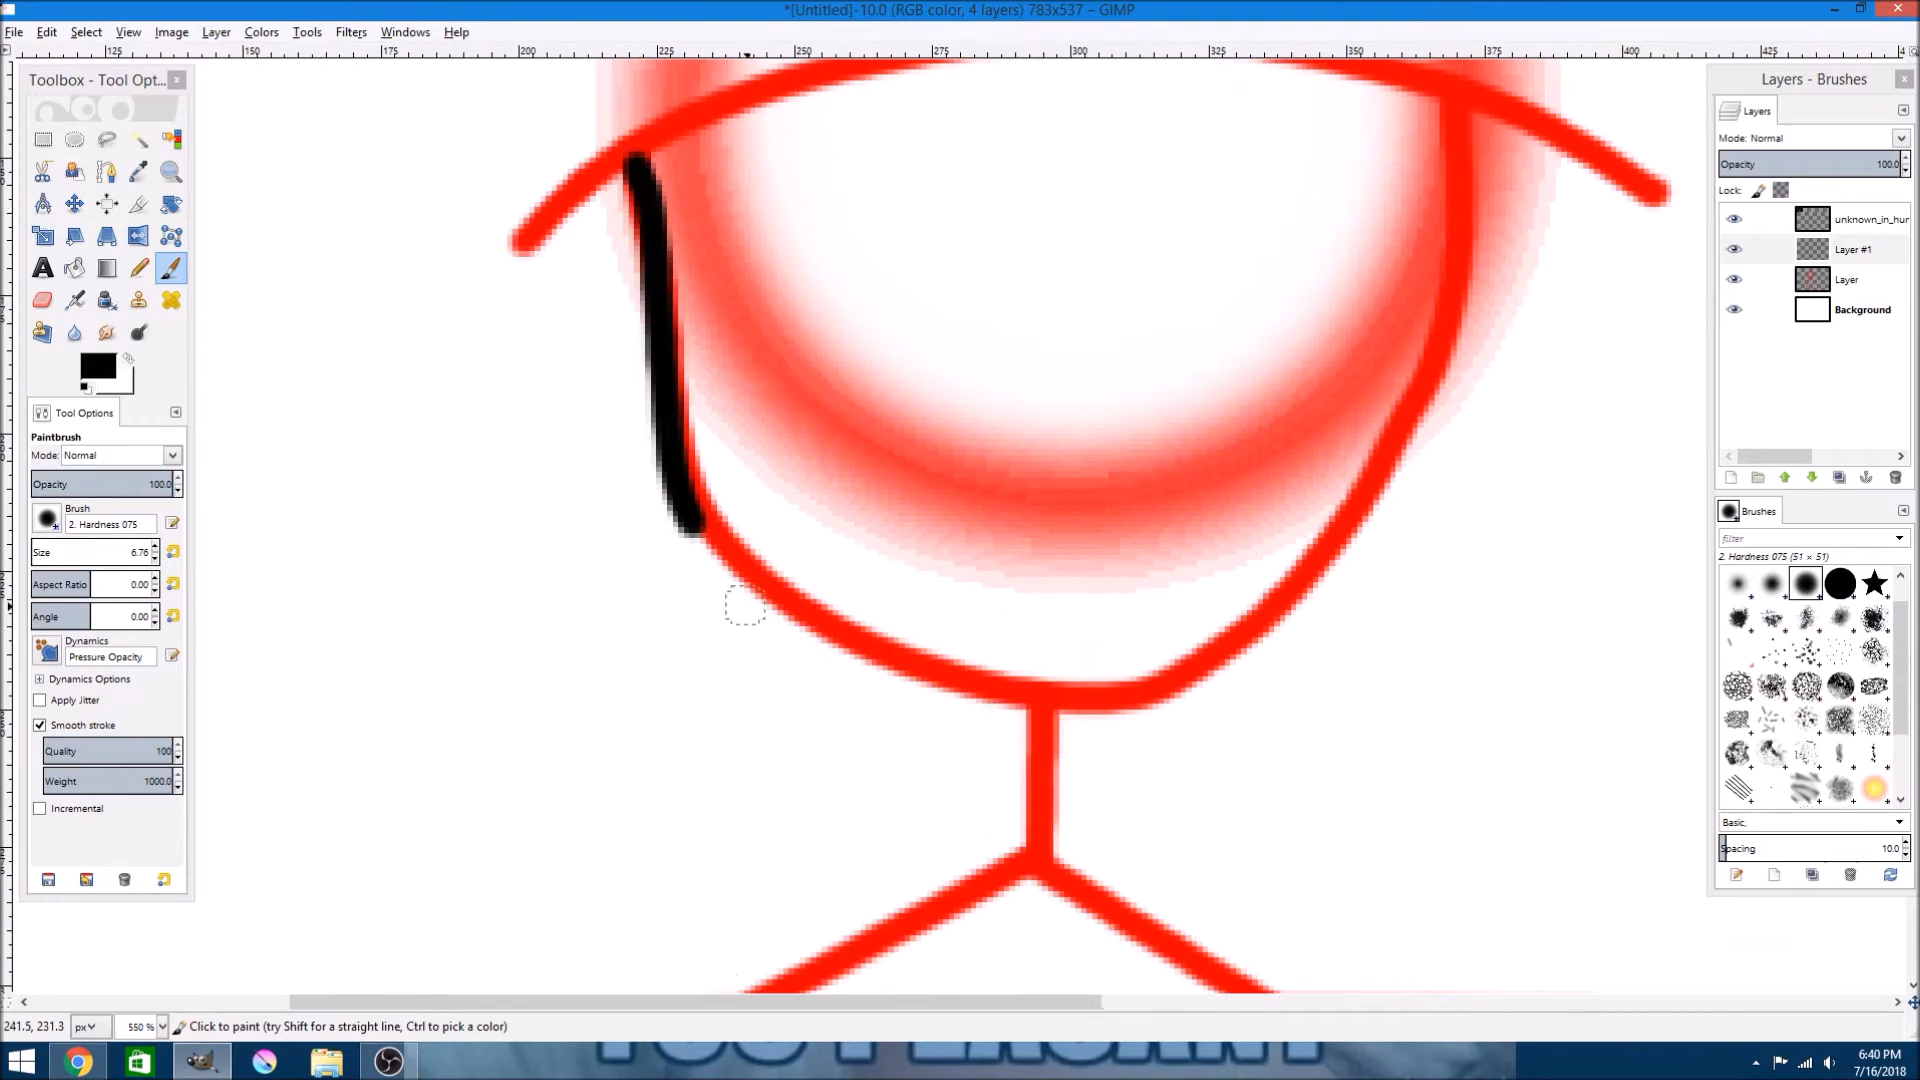 *[Untitled]-10.0 (RGB color, 4 layers) 783x537 – GIMP
File Edit Select View Image Layer Colors Tools Filters Windows Help
125 150 175 200 225 250 275 300 325 350 375 400 425
Toolbox - Tool Opt...
Layers - Brushes
Layers
Mode: Normal
Opacity 100.0
Lock:
unknown_in_hur
Layer #1
Layer
Background
Tool Options
Paintbrush
Mode: Normal
Opacity 100.0
Brush
2. Hardness 075
Size 6.76
Aspect Ratio 0.00
Angle 0.00
Dynamics
Pressure Opacity
Dynamics Options
Apply Jitter
Smooth stroke
Quality 100
Weight 1000.0
Incremental
Brushes
filter
2. Hardness 075 (51 × 51)
Basic,
Spacing 10.0
241.5, 231.3 px 550 % Click to paint (try Shift for a straight line, Ctrl to pick a color)
6:40 PM
7/16/2018